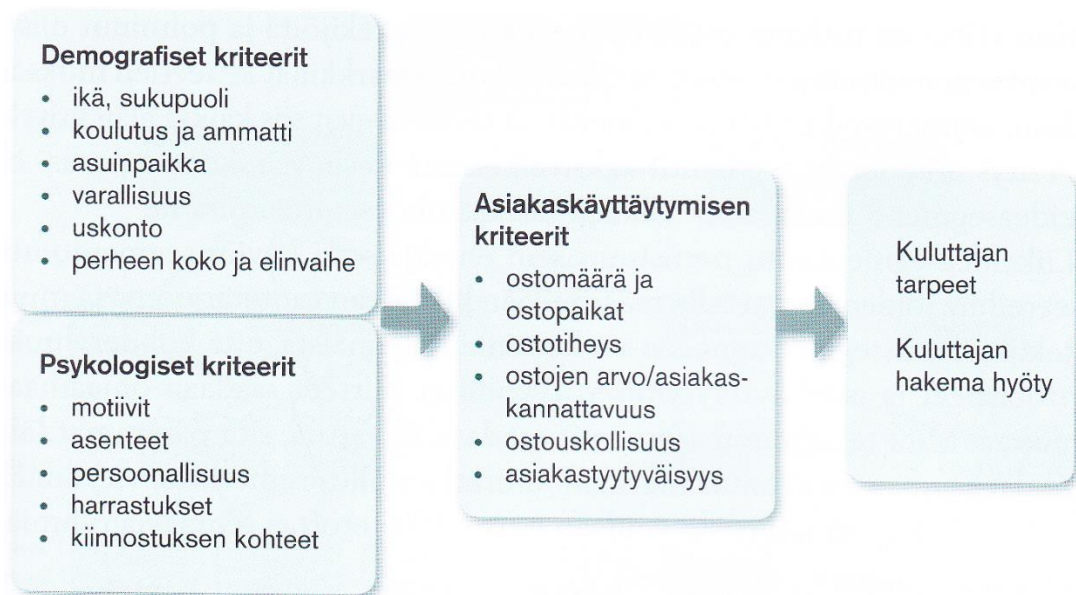 Demografiset kriteerit
• ikä, sukupuoli
• koulutus ja ammatti
• asuinpaikka
• varallisuus
• uskonto
• perheen koko ja elinvaihe
Psykologiset kriteerit
• motiivit
• asenteet
• persoonallisuus
• harrastukset
• kiinnostuksen kohteet
Asiakaskäyttäytymisen
kriteerit
• ostomäärä ja
ostopaikat
• ostotiheys
• ostojen arvo/asiakas-
kannattavuus
• ostouskollisuus
• asiakastyytyväisyys
Kuluttajan
tarpeet
Kuluttajan
hakema hyöty